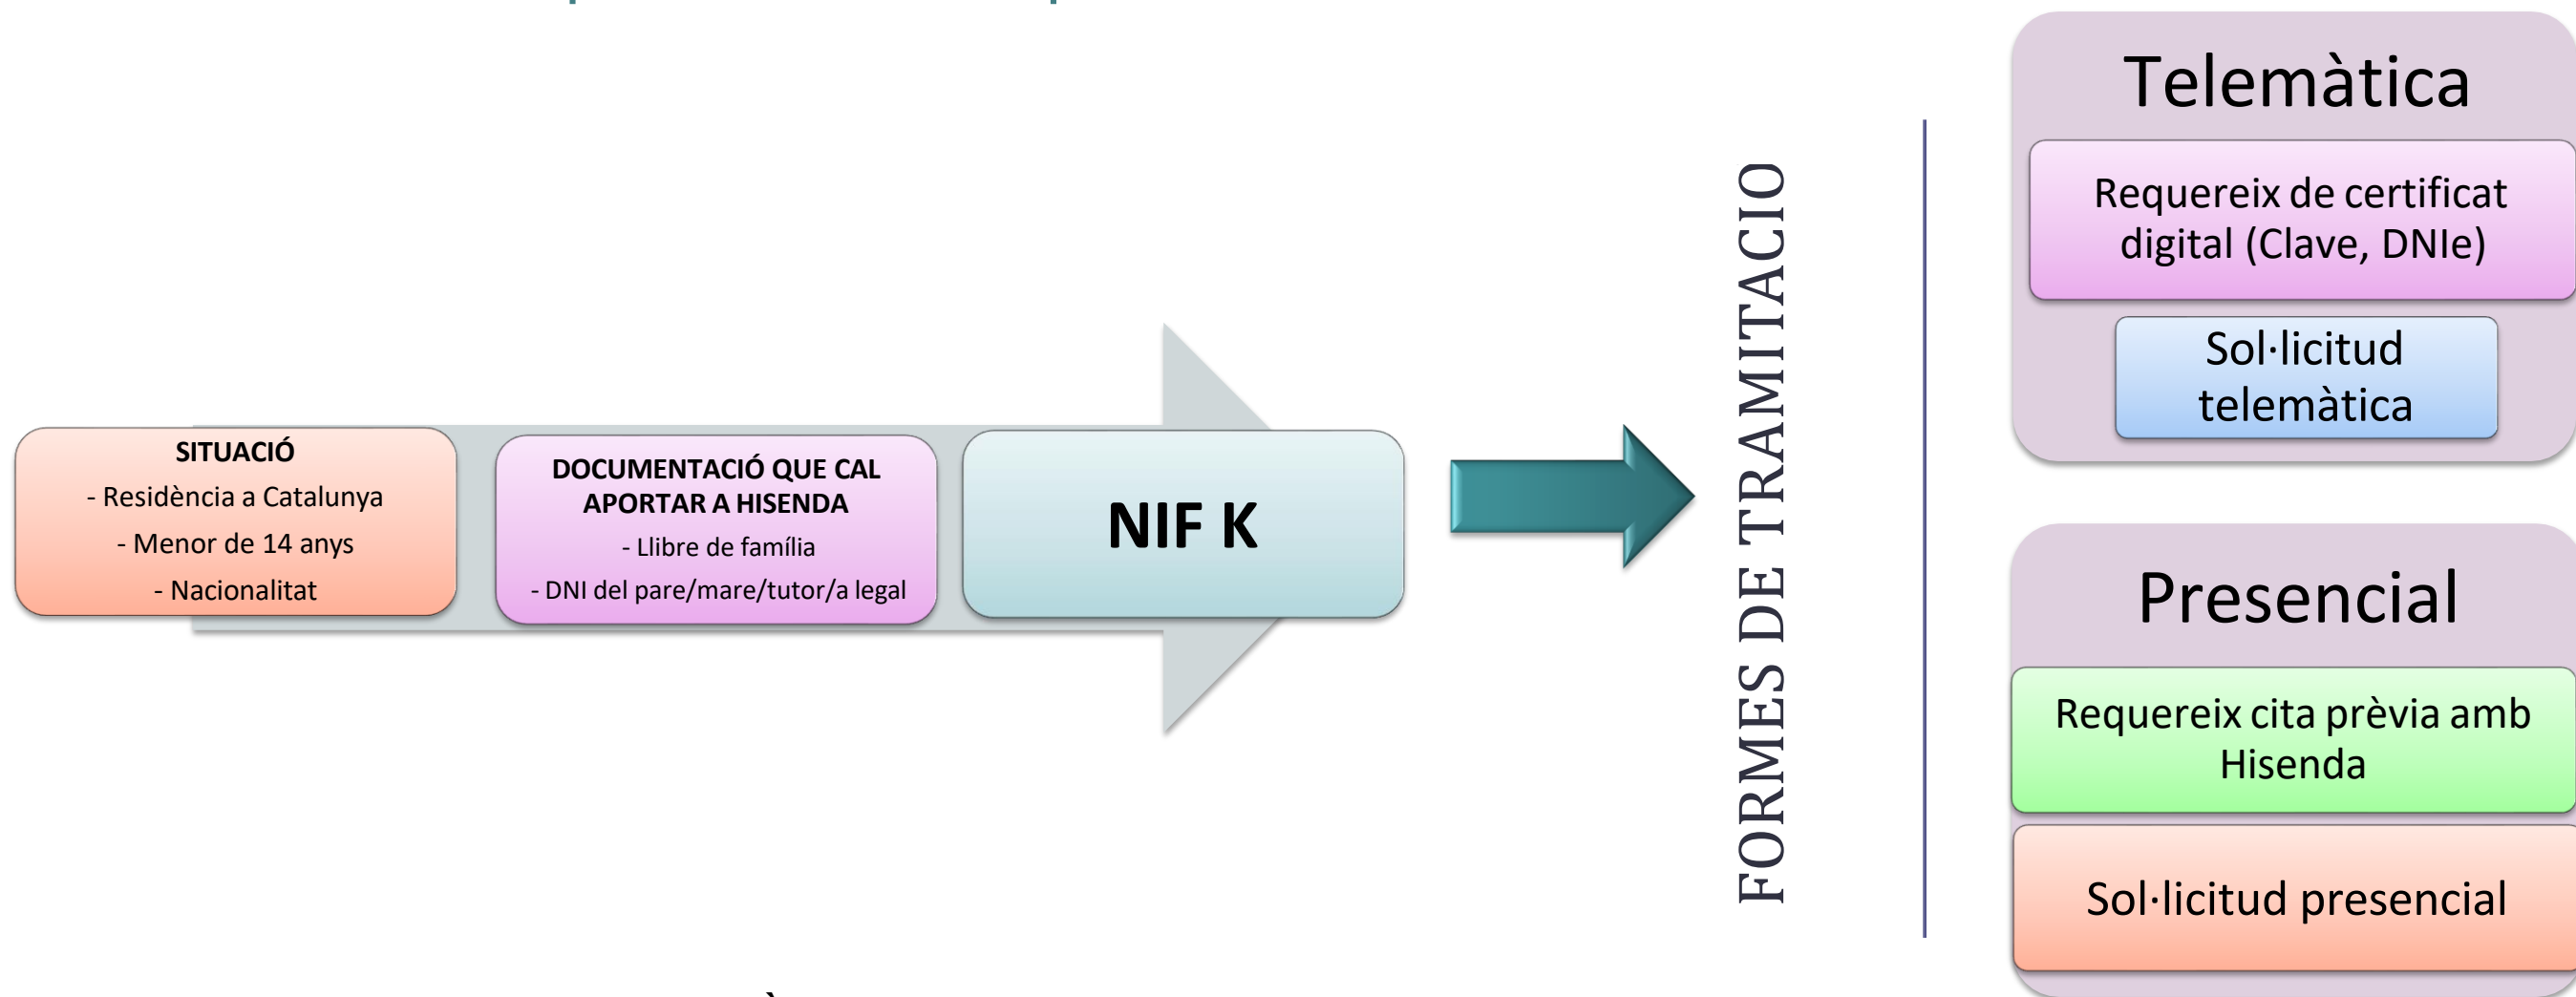 SITUACIÓ
- Residència a Catalunya
- Menor de 14 anys
- Nacionalitat
DOCUMENTACIÓ QUE CAL
APORTAR A HISENDA
- Llibre de família
- DNI del pare/mare/tutor/a legal
NIF K
FORMES DE TRAMITACIO
Telemàtica
Requereix de certificat
digital (Clave, DNIe)
Sol·licitud
telemàtica
Presencial
Requereix cita prèvia amb
Hisenda
Sol·licitud presencial